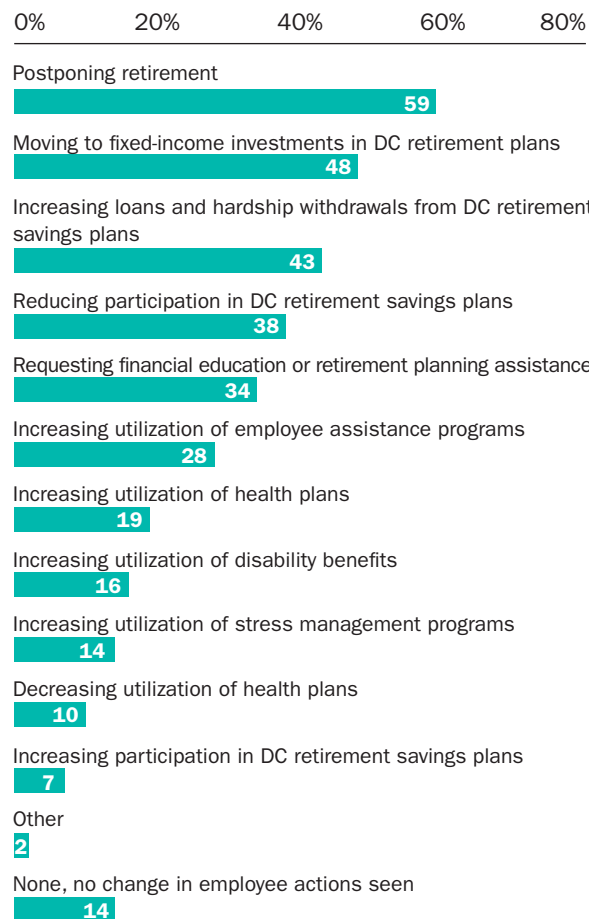 0% 20% 40% 60% 80%
Postponing retirement
59
Moving to fixed-income investments in DC retirement plans
48
Increasing loans and hardship withdrawals from DC retirement
savings plans
43
Reducing participation in DC retirement savings plans
38
Requesting financial education or retirement planning assistance
34
Increasing utilization of employee assistance programs
28
Increasing utilization of health plans
19
Increasing utilization of disability benefits
16
Increasing utilization of stress management programs
14
Decreasing utilization of health plans
10
Increasing participation in DC retirement savings plans
7
Other
2
None, no change in employee actions seen
14